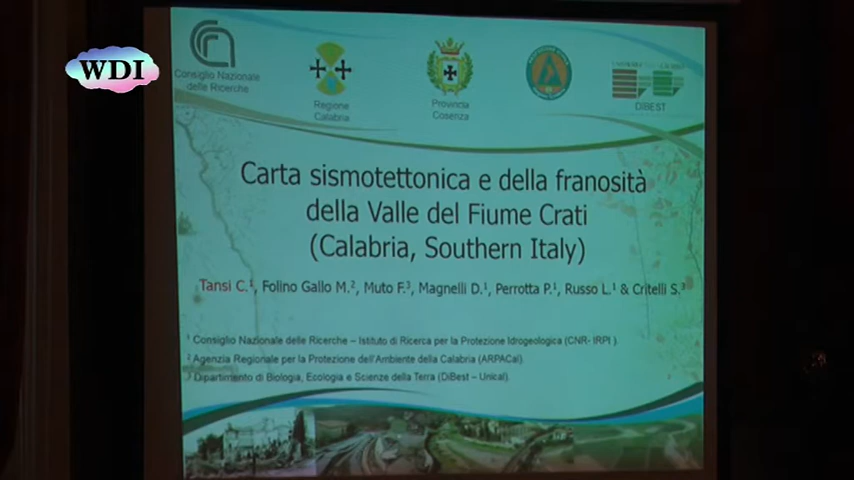 WDI
Consiglio Nazionale
delle Ricerche
Regione
Calabria
Provincia
Cosenza
DiBEST
Carta sismotettonica e della franosità
della Valle del Fiume Crati
(Calabria, Southern Italy)
Tansi C.¹, Folino Gallo M.², Muto F.³, Magnelli D.¹, Perrotta P.¹, Russo L.¹ & Critelli S.³
¹ Consiglio Nazionale delle Ricerche – Istituto di Ricerca per la Protezione Idrogeologica (CNR- IRPI ).
² Agenzia Regionale per la Protezione dell'Ambiente della Calabria (ARPACal).
³ Dipartimento di Biologia, Ecologia e Scienze della Terra (DiBest – Unical).